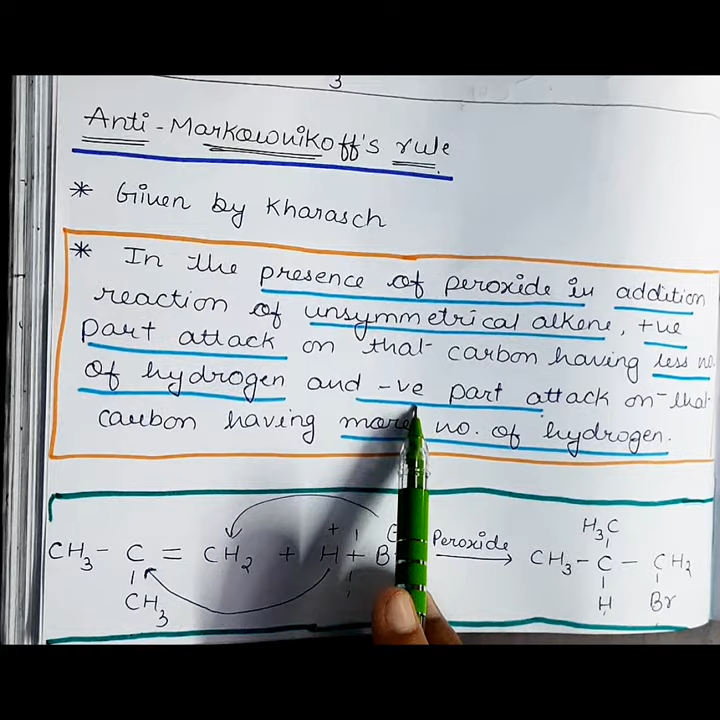 3
Anti-Markownikoff's rule
* Given by Kharasch
* In the presence of peroxide in addition
reaction of unsymmetrical alkene, +ve
part attack on that carbon having less no.
of hydrogen and -ve part attack on that
carbon having more no. of hydrogen.
CH3 - C = CH2 + H+ Peroxide CH3 - C - CH2
CH3
H3C
H Br